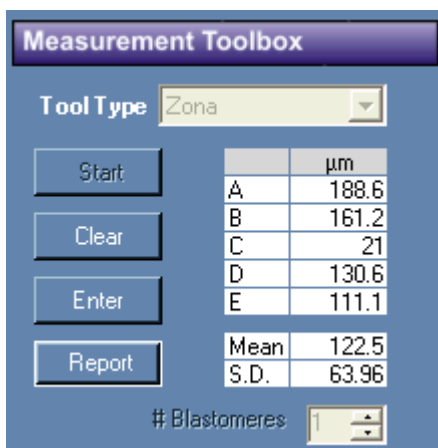 Measurement Toolbox
Tool Type Zona
Start
Clear
Enter
Report
µm
A 188.6
B 161.2
C 21
D 130.6
E 111.1
Mean 122.5
S.D. 63.96
# Blastomeres 1